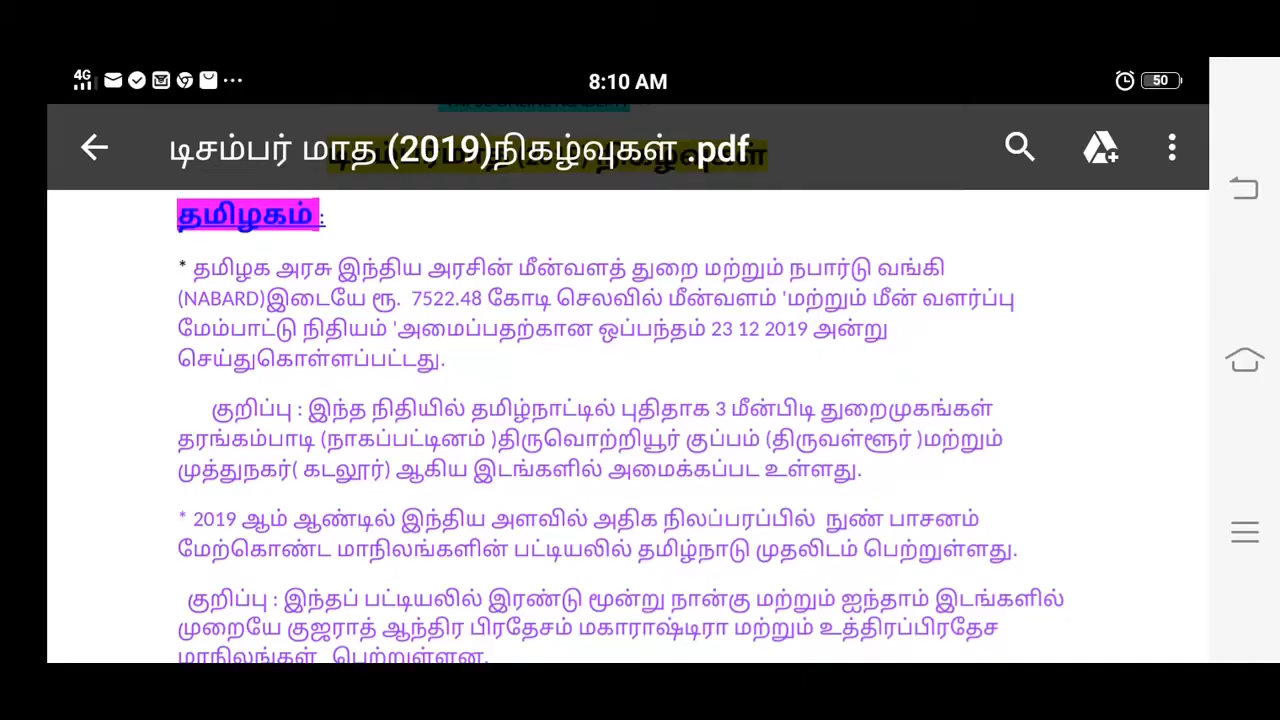 4G 8:10 AM 50
டிசம்பர் மாத (2019)நிகழ்வுகள் .pdf
தமிழகம் :
* தமிழக அரசு இந்திய அரசின் மீன்வளத் துறை மற்றும் நபார்டு வங்கி
(NABARD)இடையே ரூ. 7522.48 கோடி செலவில் மீன்வளம் 'மற்றும் மீன் வளர்ப்பு
மேம்பாட்டு நிதியம் 'அமைப்பதற்கான ஒப்பந்தம் 23 12 2019 அன்று
செய்துகொள்ளப்பட்டது.
குறிப்பு : இந்த நிதியில் தமிழ்நாட்டில் புதிதாக 3 மீன்பிடி துறைமுகங்கள்
தரங்கம்பாடி (நாகப்பட்டினம் )திருவொற்றியூர் குப்பம் (திருவள்ளூர் )மற்றும்
முத்துநகர்( கடலூர்) ஆகிய இடங்களில் அமைக்கப்பட உள்ளது.
* 2019 ஆம் ஆண்டில் இந்திய அளவில் அதிக நிலப்பரப்பில் நுண் பாசனம்
மேற்கொண்ட மாநிலங்களின் பட்டியலில் தமிழ்நாடு முதலிடம் பெற்றுள்ளது.
குறிப்பு : இந்தப் பட்டியலில் இரண்டு மூன்று நான்கு மற்றும் ஐந்தாம் இடங்களில்
முறையே குஜராத் ஆந்திர பிரதேசம் மகாராஷ்டிரா மற்றும் உத்திரப்பிரதேச
மாநிலங்கள் பெற்றுள்ளன.